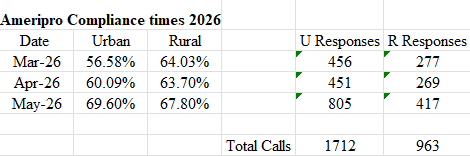 Ameripro Compliance times 2026
Date Urban Rural U Responses R Responses
Mar-26 56.58% 64.03% 456 277
Apr-26 60.09% 63.70% 451 269
May-26 69.60% 67.80% 805 417
Total Calls 1712 963